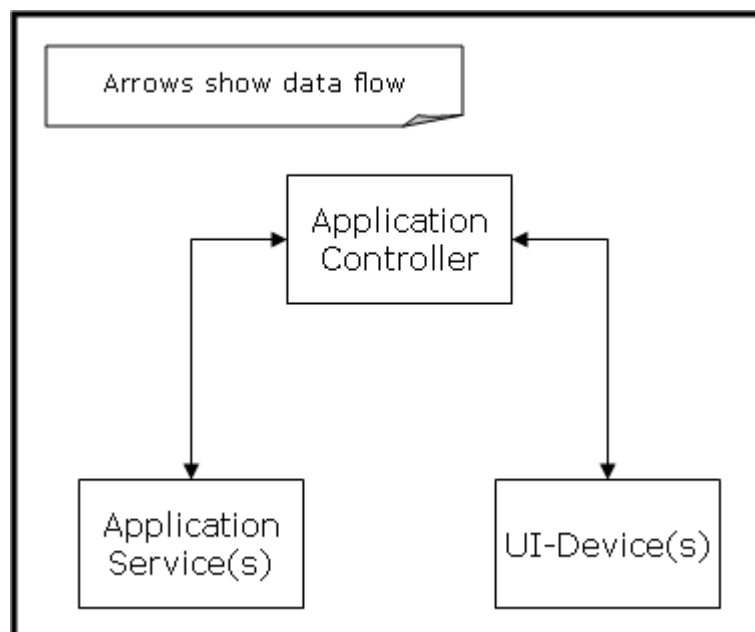 Arrows show data flow
Application
Controller
Application
Service(s)
UI-Device(s)